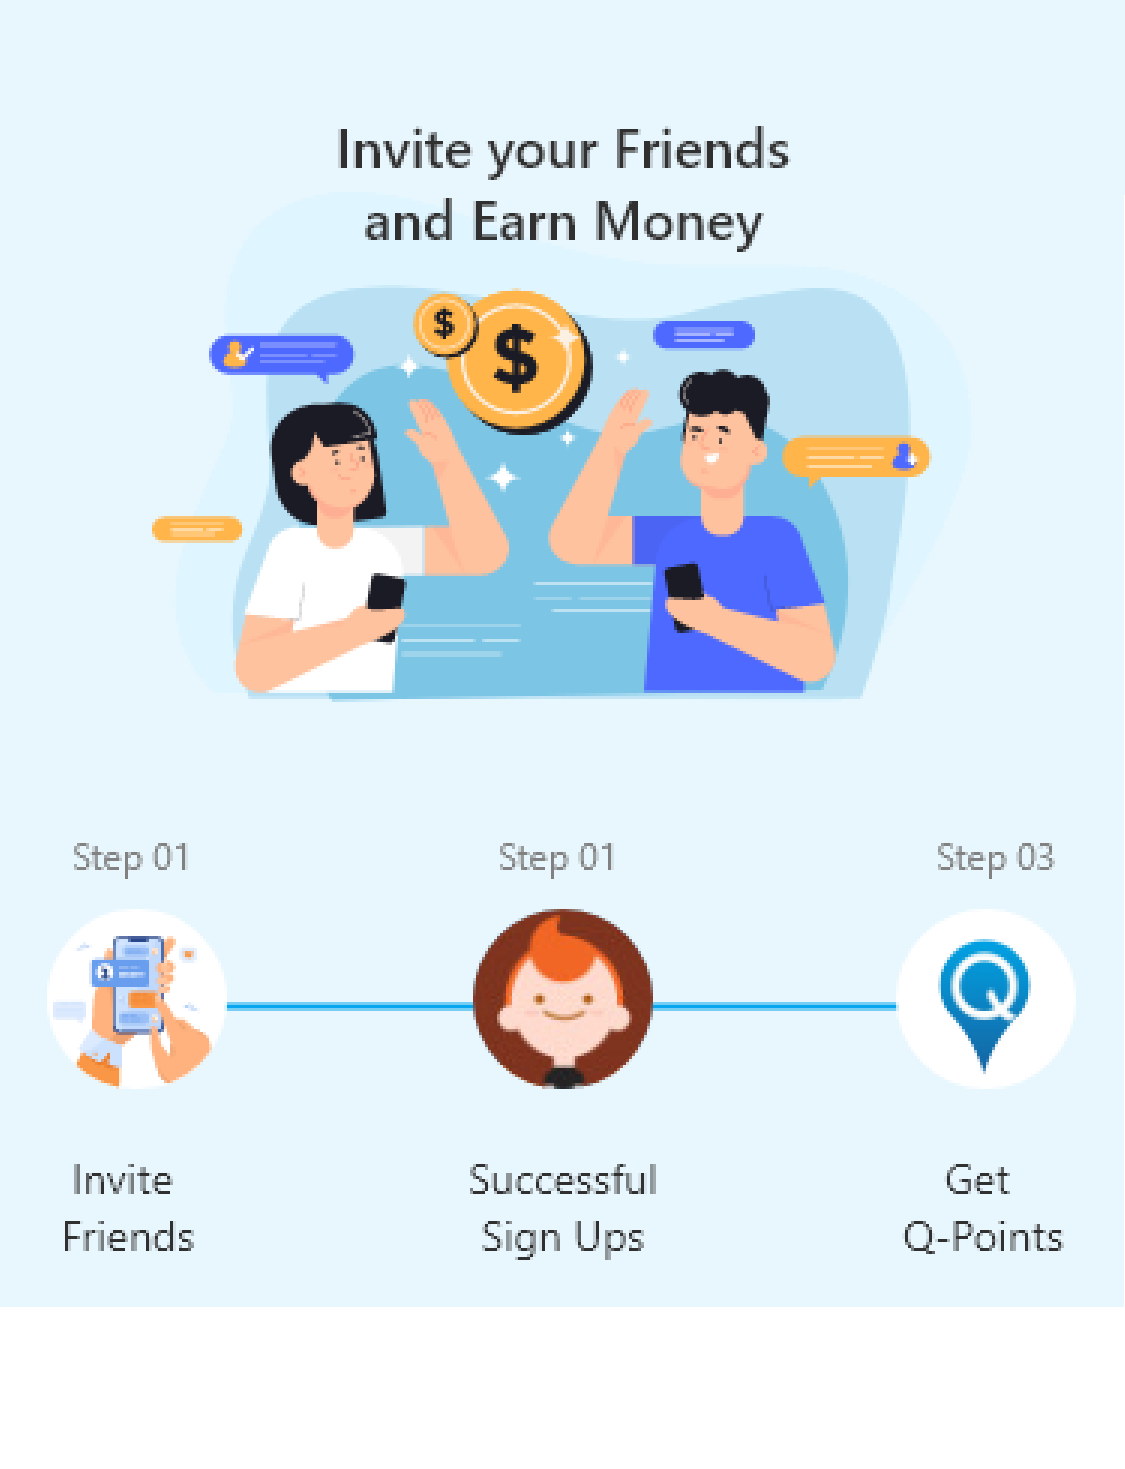 Invite your Friends
and Earn Money
$
$
Step 01
Step 01
Step 03
Q
Invite
Friends
Successful
Sign Ups
Get
Q-Points